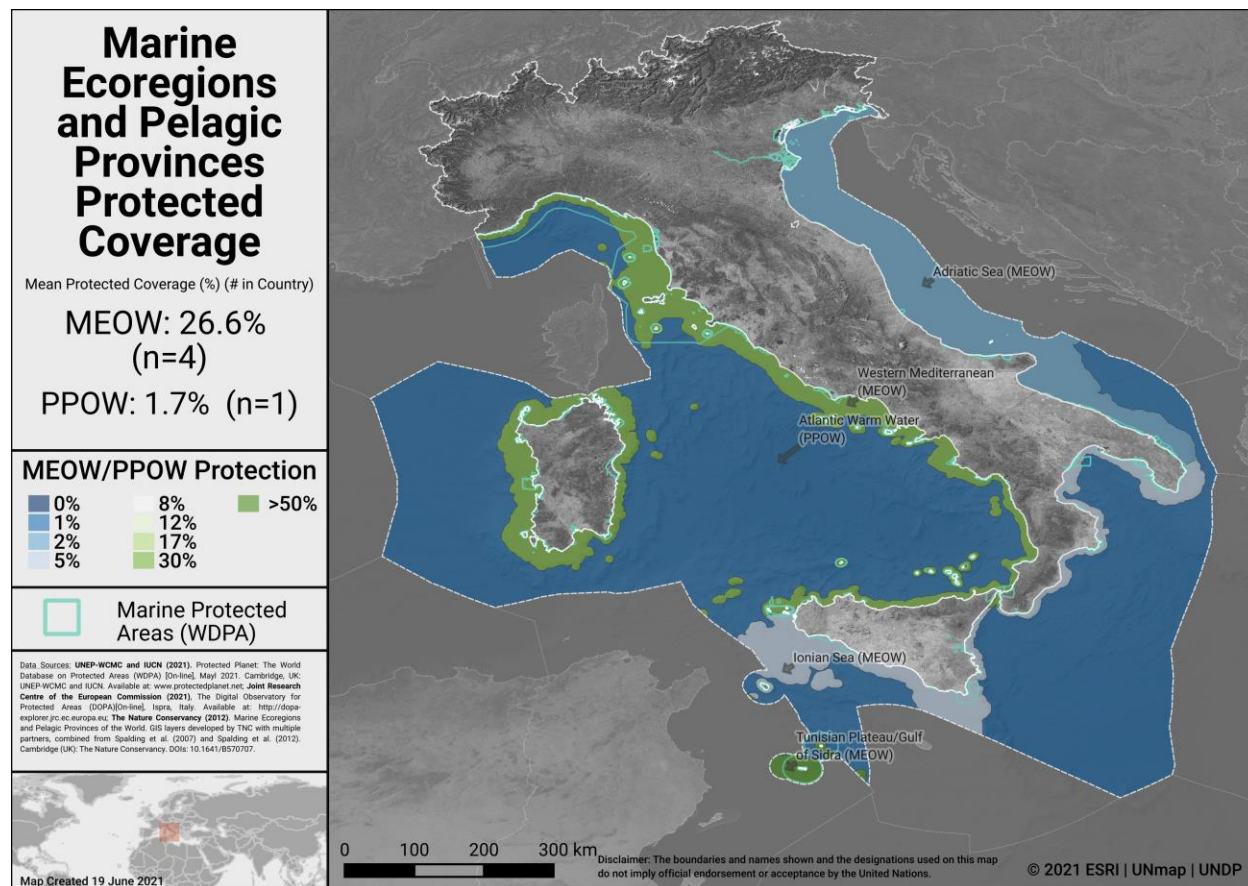 Marine
Ecoregions
and Pelagic
Provinces
Protected
Coverage
Mean Protected Coverage (%) (# in Country)
MEOW: 26.6%
(n=4)
PPOW: 1.7% (n=1)
MEOW/PPOW Protection
0%
1%
2%
5%
8%
12%
17%
30%
>50%
Marine Protected
Areas (WDPA)
Data Sources: UNEP-WCMC and IUCN (2021). Protected Planet: The World
Database on Protected Areas (WDPA) [On-line], Mayl 2021. Cambridge, UK:
UNEP-WCMC and IUCN. Available at: www.protectedplanet.net; Joint Research
Centre of the European Commission (2021), The Digital Observatory for
Protected Areas (DOPA)[On-line], Ispra, Italy. Available at: http://dopa-
explorer.jrc.ec.europa.eu; The Nature Conservancy (2012). Marine Ecoregions
and Pelagic Provinces of the World. GIS layers developed by TNC with multiple
partners, combined from Spalding et al. (2007) and Spalding et al. (2012).
Cambridge (UK): The Nature Conservancy. DOIs: 10.1641/B570707.
Map Created 19 June 2021
Adriatic Sea (MEOW)
Western Mediterranean
(MEOW)
Atlantic Warm Water
(PPOW)
Ionian Sea (MEOW)
Tunisian Plateau/Gulf
of Sidra (MEOW)
0 100 200 300 km
Disclaimer: The boundaries and names shown and the designations used on this map
do not imply official endorsement or acceptance by the United Nations.
© 2021 ESRI | UNmap | UNDP